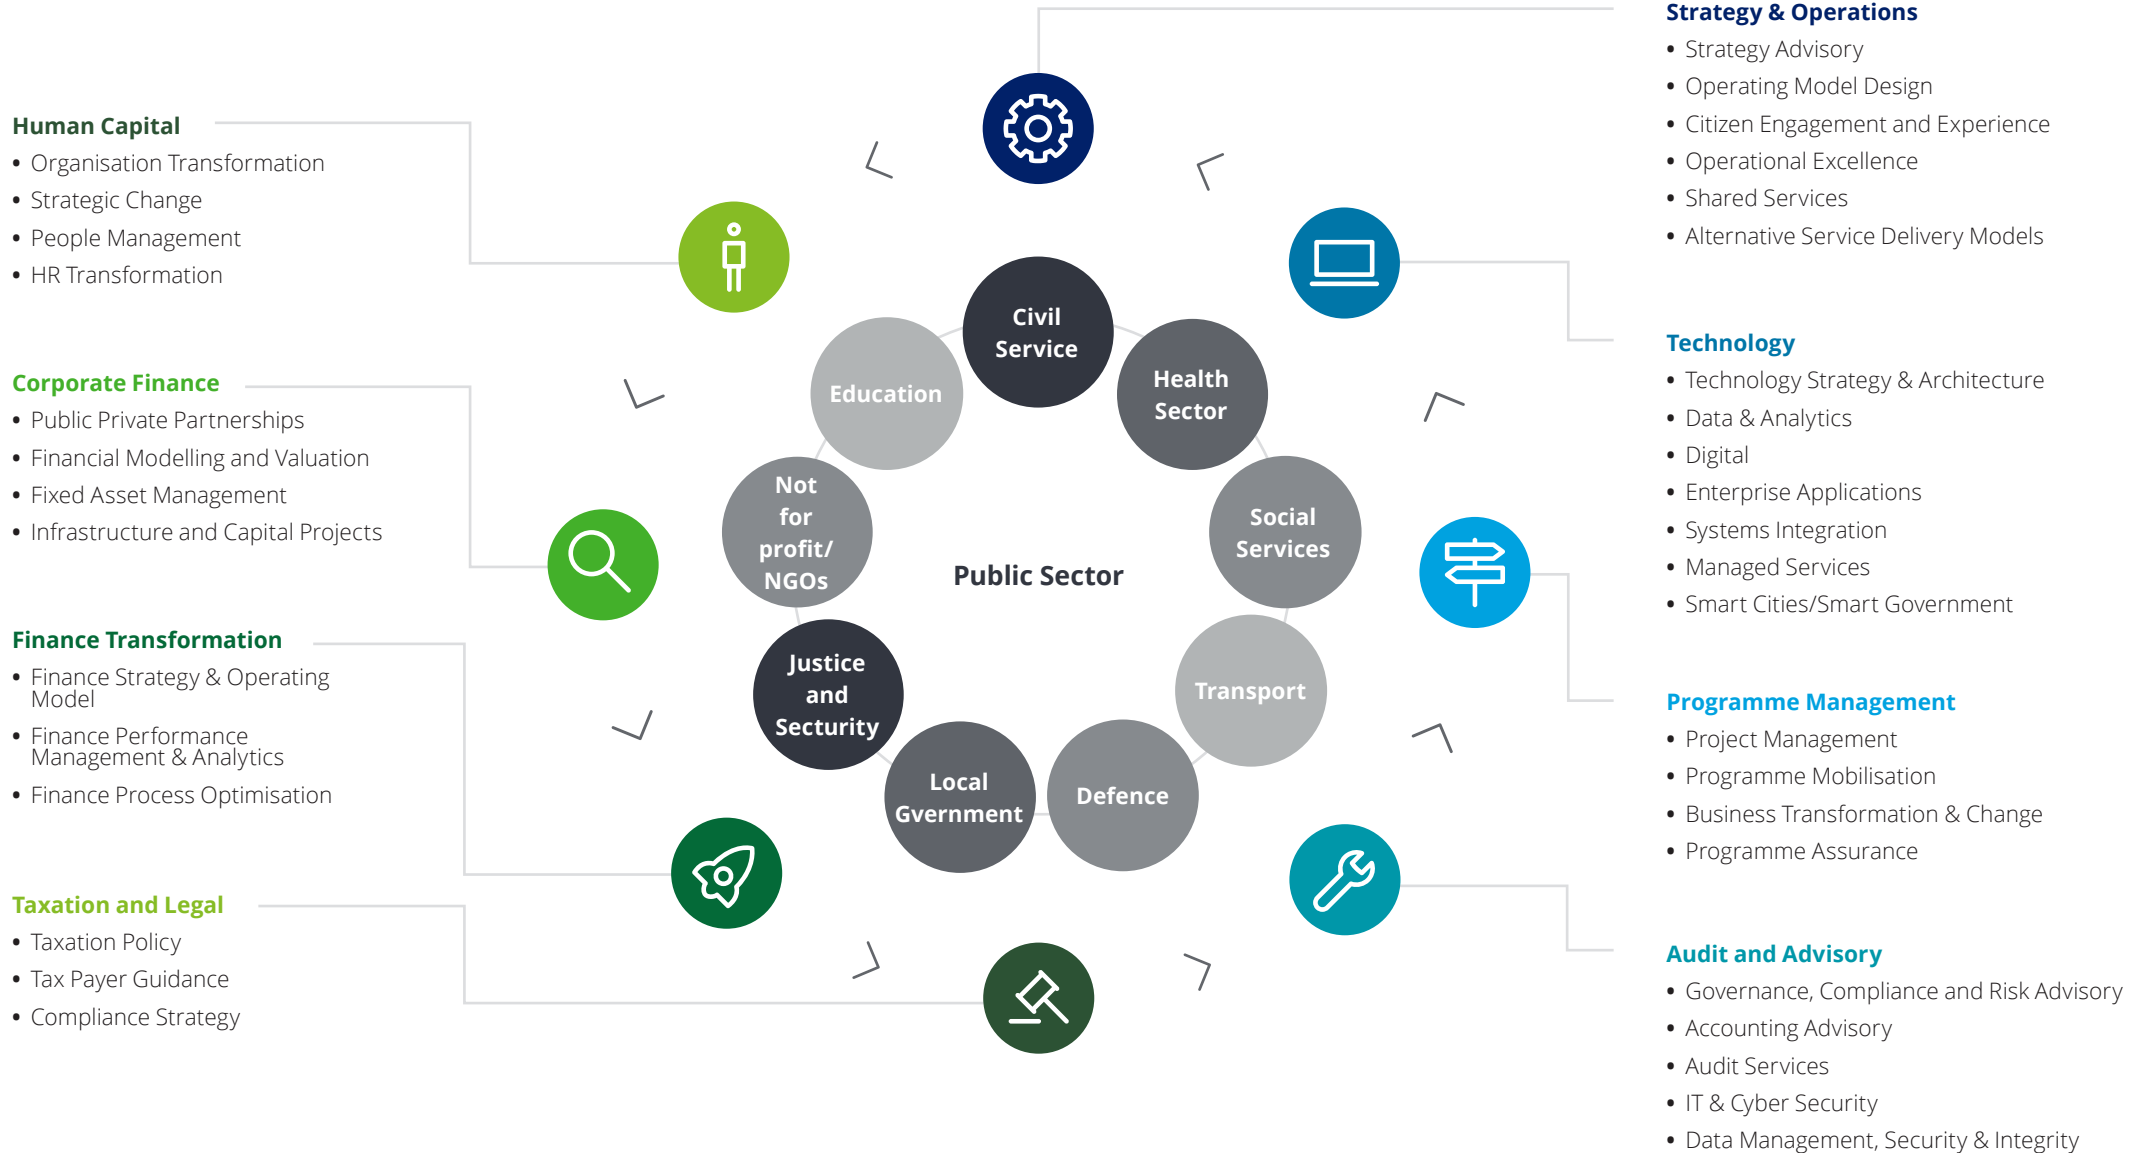 Strategy & Operations
• Strategy Advisory
• Operating Model Design
• Citizen Engagement and Experience
• Operational Excellence
• Shared Services
• Alternative Service Delivery Models
Human Capital
• Organisation Transformation
• Strategic Change
• People Management
• HR Transformation
Corporate Finance
• Public Private Partnerships
• Financial Modelling and Valuation
• Fixed Asset Management
• Infrastructure and Capital Projects
Finance Transformation
• Finance Strategy & Operating
Model
• Finance Performance
Management & Analytics
• Finance Process Optimisation
Taxation and Legal
• Taxation Policy
• Tax Payer Guidance
• Compliance Strategy
Civil
Service
Health
Sector
Social
Services
Transport
Defence
Local
Gvernment
Justice
and
Secturity
Not
for
profit/
NGOs
Education
Public Sector
Technology
• Technology Strategy & Architecture
• Data & Analytics
• Digital
• Enterprise Applications
• Systems Integration
• Managed Services
• Smart Cities/Smart Government
Programme Management
• Project Management
• Programme Mobilisation
• Business Transformation & Change
• Programme Assurance
Audit and Advisory
• Governance, Compliance and Risk Advisory
• Accounting Advisory
• Audit Services
• IT & Cyber Security
• Data Management, Security & Integrity